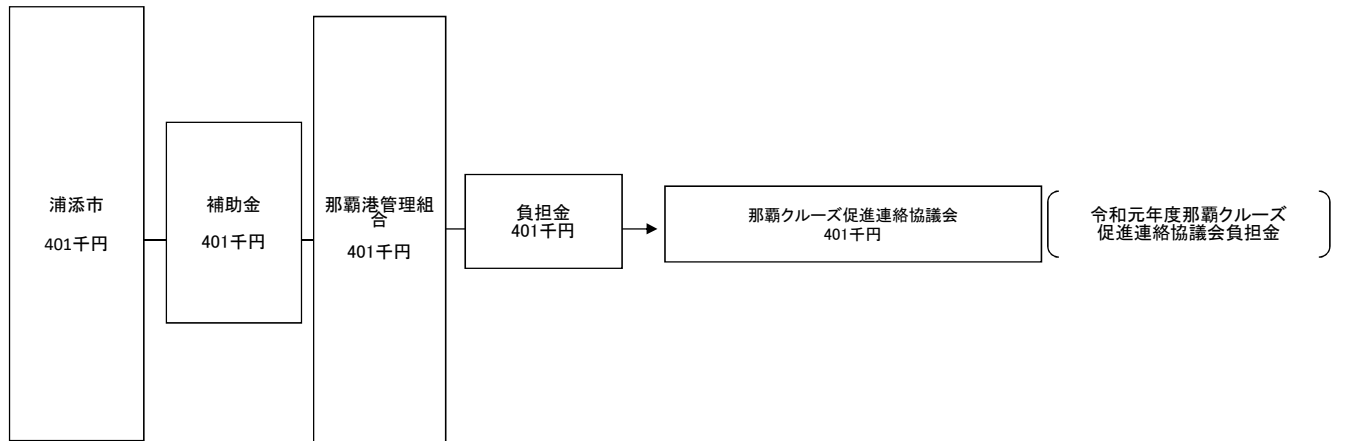 浦添市
401千円
補助金
401千円
那覇港管理組
合
401千円
負担金
401千円
那覇クルーズ促進連絡協議会
401千円
令和元年度那覇クルーズ
促進連絡協議会負担金